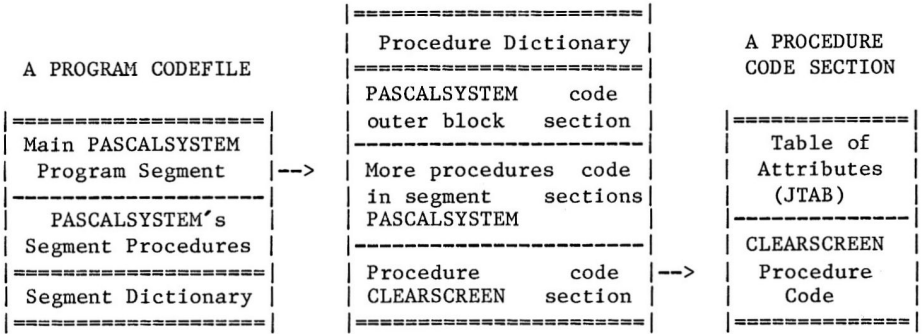 A PROGRAM CODEFILE
Main PASCALSYSTEM
Program Segment
PASCALSYSTEM's
Segment Procedures
Segment Dictionary
-->
Procedure Dictionary
PASCALSYSTEM code
outer block section
More procedures code
in segment sections
PASCALSYSTEM
Procedure code
CLEARSCREEN section
-->
A PROCEDURE
CODE SECTION
Table of
Attributes
(JTAB)
CLEARSCREEN
Procedure
Code